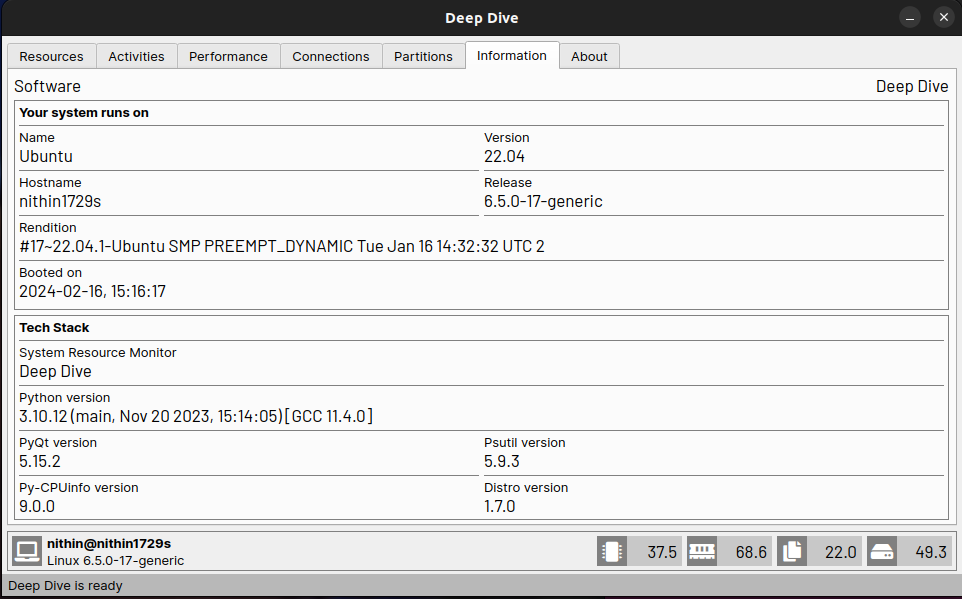 Deep Dive
Resources Activities Performance Connections Partitions Information About
Software Deep Dive
Your system runs on
Name Version
Ubuntu 22.04
Hostname Release
nithin1729s 6.5.0-17-generic
Rendition
#17~22.04.1-Ubuntu SMP PREEMPT_DYNAMIC Tue Jan 16 14:32:32 UTC 2
Booted on
2024-02-16, 15:16:17
Tech Stack
System Resource Monitor
Deep Dive
Python version
3.10.12 (main, Nov 20 2023, 15:14:05) [GCC 11.4.0]
PyQt version Psutil version
5.15.2 5.9.3
Py-CPUinfo version Distro version
9.0.0 1.7.0
nithin@nithin1729s
Linux 6.5.0-17-generic
37.5 68.6 22.0 49.3
Deep Dive is ready